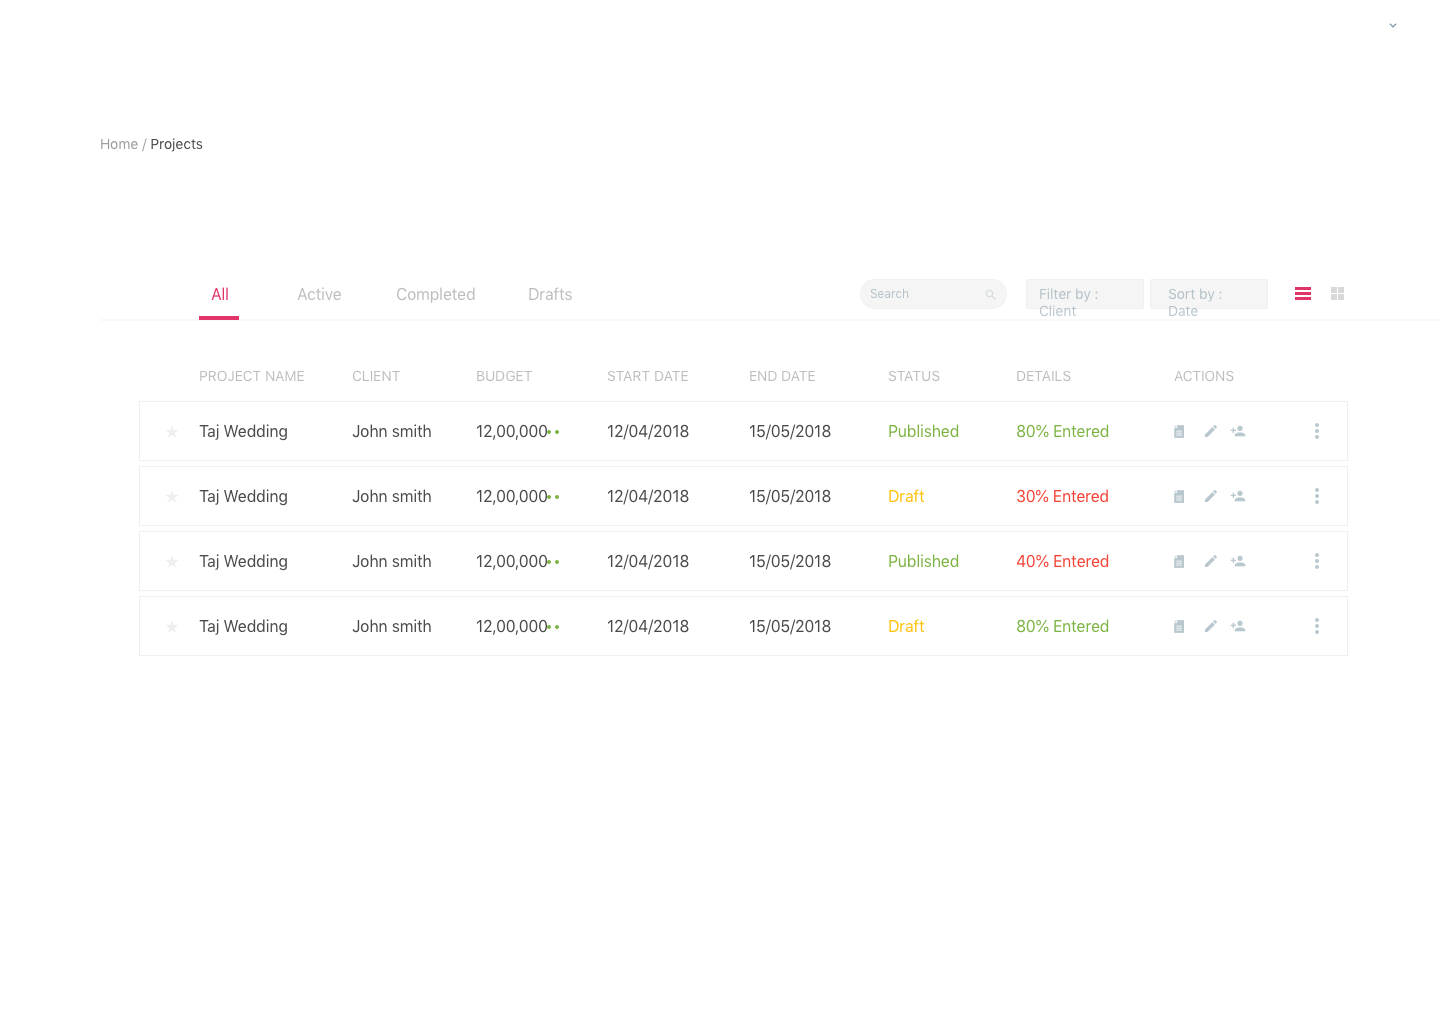 Home / Projects
All Active Completed Drafts Search Filter by : Client Sort by : Date
PROJECT NAME CLIENT BUDGET START DATE END DATE STATUS DETAILS ACTIONS
Taj Wedding John smith 12,00,000 12/04/2018 15/05/2018 Published 80% Entered
Taj Wedding John smith 12,00,000 12/04/2018 15/05/2018 Draft 30% Entered
Taj Wedding John smith 12,00,000 12/04/2018 15/05/2018 Published 40% Entered
Taj Wedding John smith 12,00,000 12/04/2018 15/05/2018 Draft 80% Entered